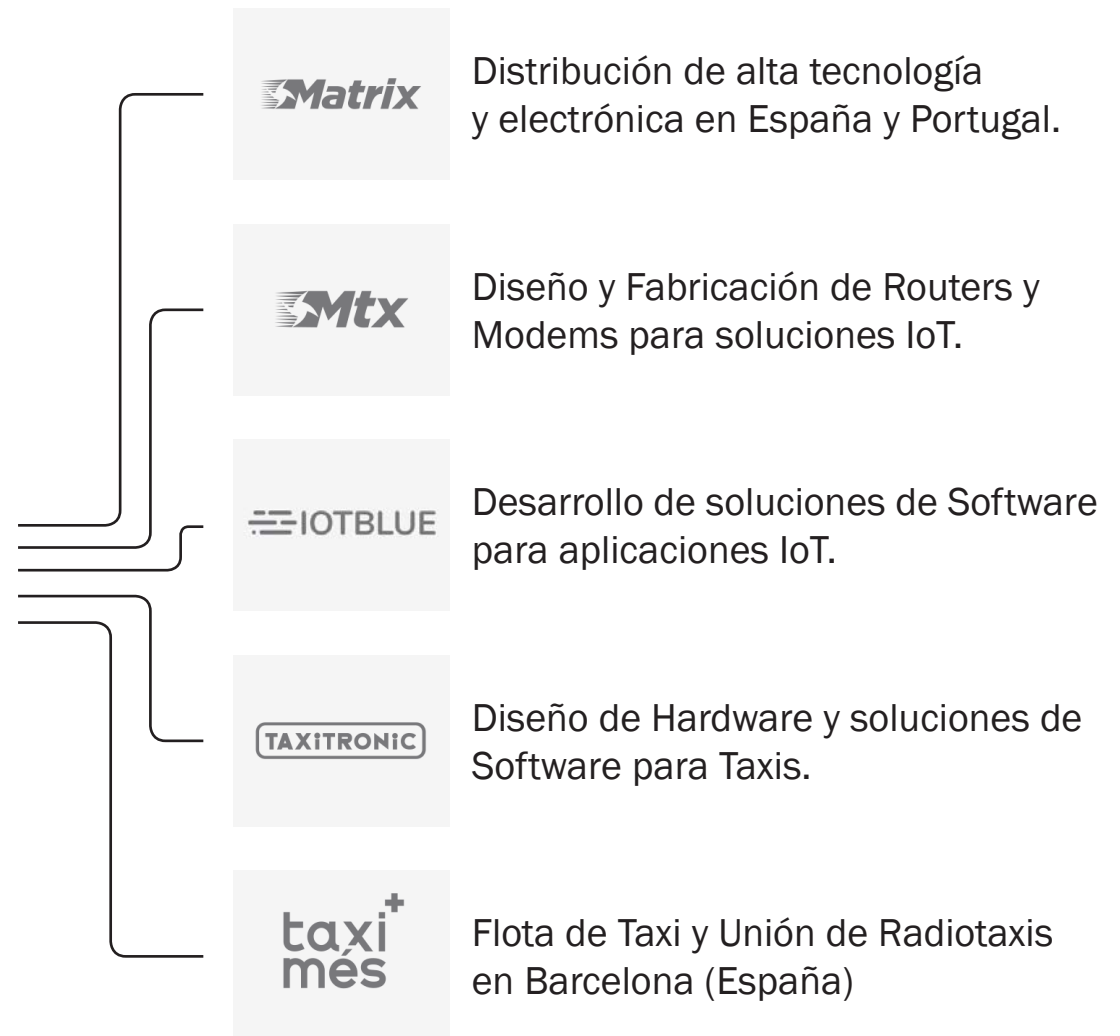 Matrix
Distribución de alta tecnología
y electrónica en España y Portugal.
Mtx
Diseño y Fabricación de Routers y
Modems para soluciones IoT.
IOTBLUE
Desarrollo de soluciones de Software
para aplicaciones IoT.
TAXiTRONiC
Diseño de Hardware y soluciones de
Software para Taxis.
taxi+
més
Flota de Taxi y Unión de Radiotaxis
en Barcelona (España)